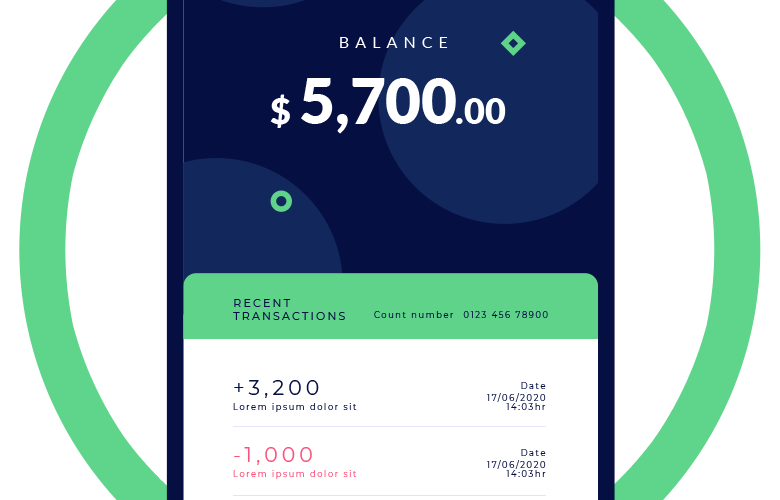 BALANCE
$ 5,700.00
RECENT
TRANSACTIONS
Count number 0123 456 78900
+3,200
Lorem ipsum dolor sit
Date
17/06/2020
14:03hr
-1,000
Lorem ipsum dolor sit
Date
17/06/2020
14:03hr